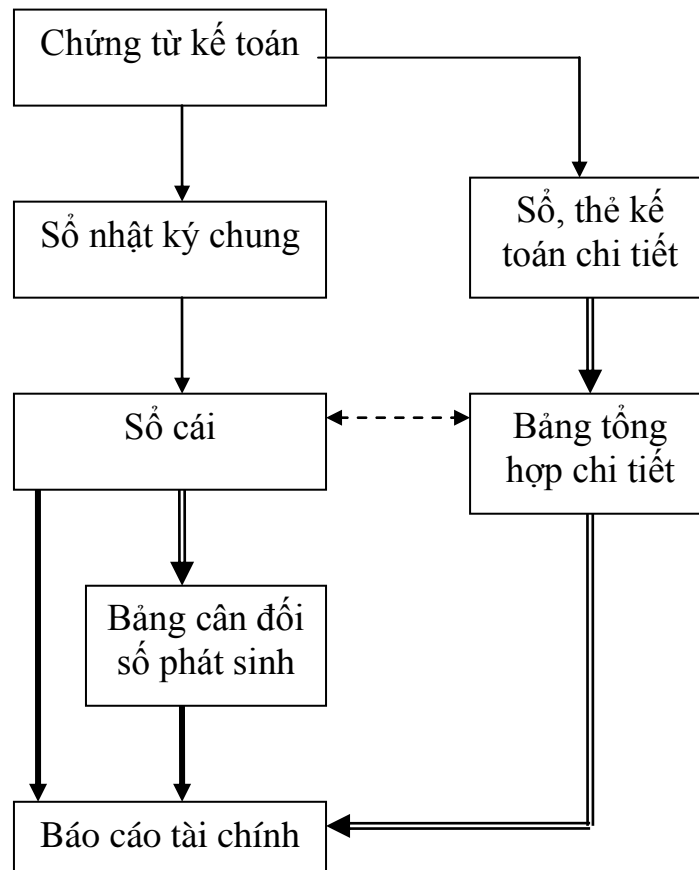 Chứng từ kế toán
Sổ nhật ký chung
Sổ, thẻ kế
toán chi tiết
Sổ cái
Bảng tổng
hợp chi tiết
Bảng cân đối
số phát sinh
Báo cáo tài chính